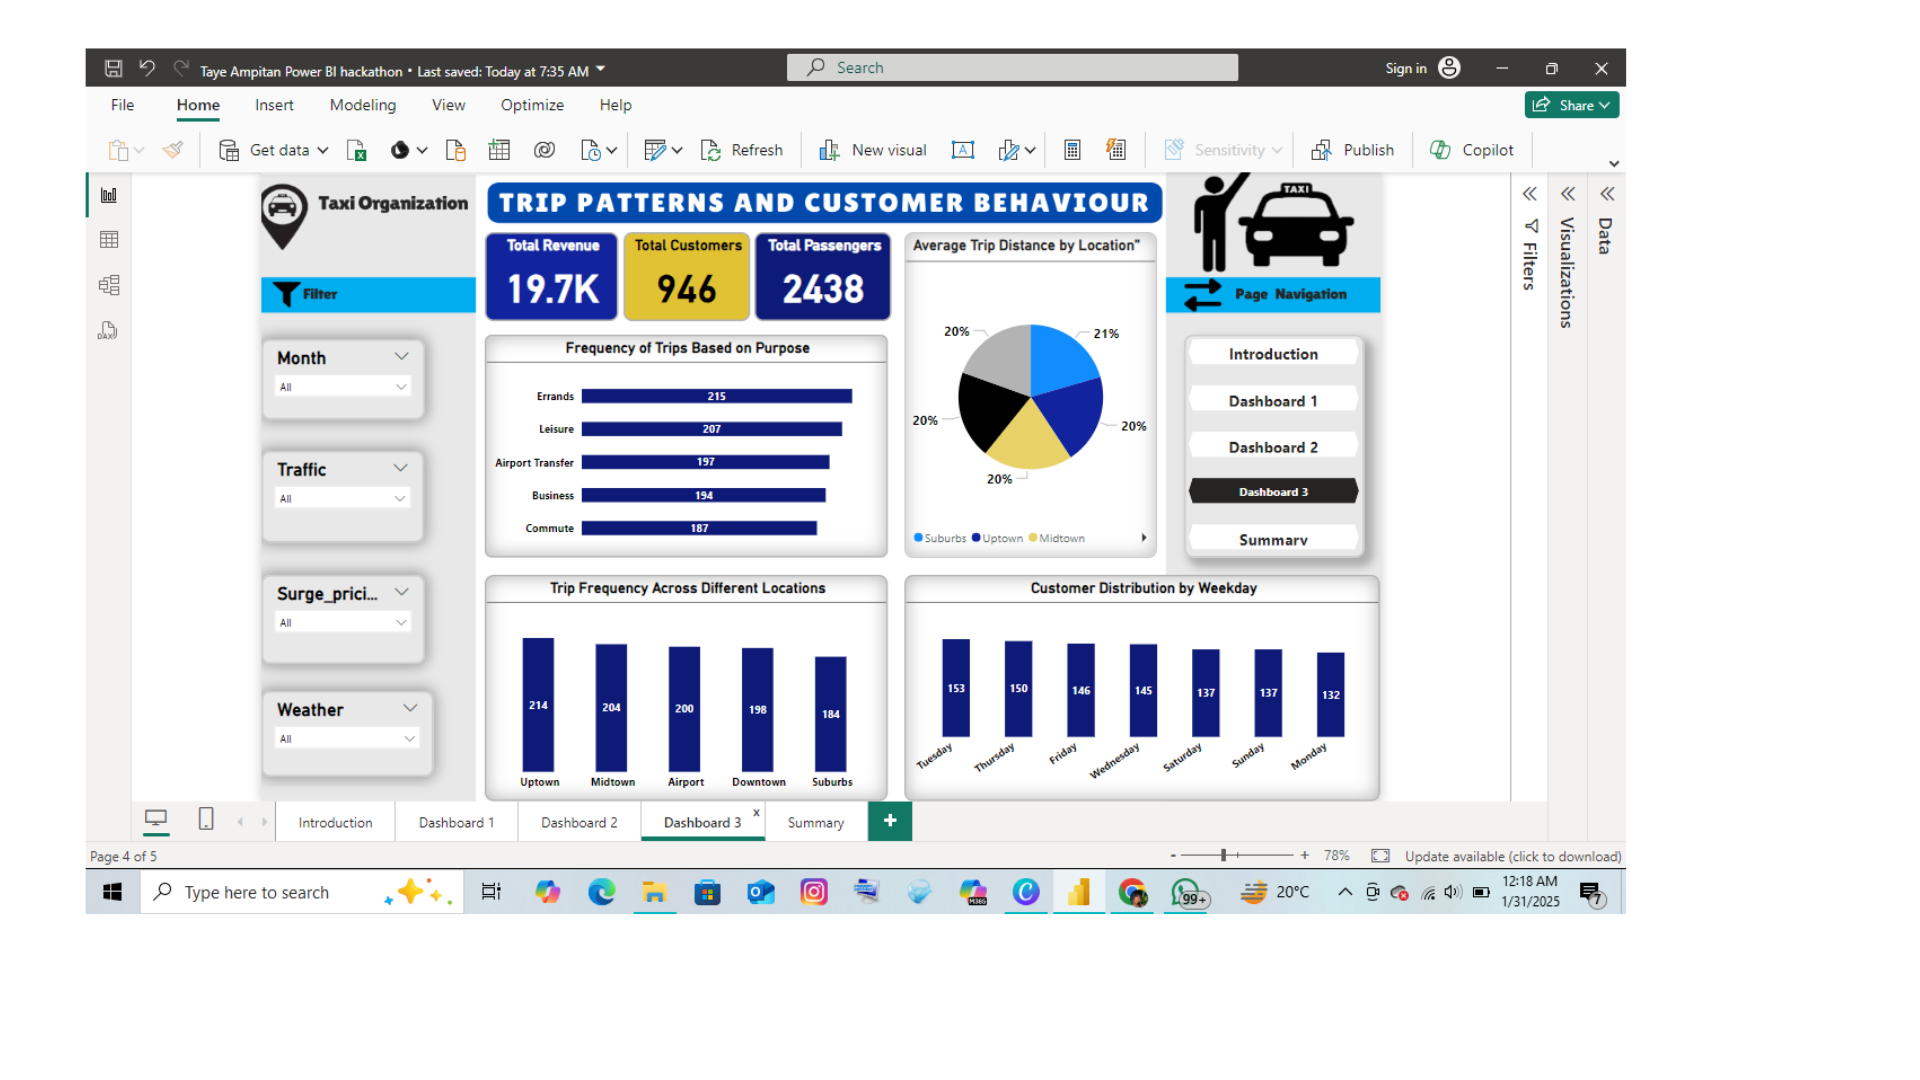 Taye Ampitan Power BI hackathon • Last saved: Today at 7:35 AM
Search
Sign in
File Home Insert Modeling View Optimize Help
Share
Get data
Refresh
New visual
Sensitivity
Publish
Copilot
Taxi Organization
TRIP PATTERNS AND CUSTOMER BEHAVIOUR
TAXI
Total Revenue
19.7K
Total Customers
946
Total Passengers
2438
Filter
Month
All
Traffic
All
Surge_prici...
All
Weather
All
Frequency of Trips Based on Purpose
Errands 215
Leisure 207
Airport Transfer 197
Business 194
Commute 187
Average Trip Distance by Location"
20% 21%
20% 20%
20%
Suburbs Uptown Midtown
Page Navigation
Introduction
Dashboard 1
Dashboard 2
Dashboard 3
Summary
Trip Frequency Across Different Locations
214 204 200 198 184
Uptown Midtown Airport Downtown Suburbs
Customer Distribution by Weekday
153 150 146 145 137 137 132
Tuesday Thursday Friday Wednesday Saturday Sunday Monday
Filters
Visualizations
Data
DAX
Introduction Dashboard 1 Dashboard 2 Dashboard 3 x Summary +
Page 4 of 5
- + 78%
Update available (click to download)
Type here to search
M365
99+
20°C
12:18 AM
1/31/2025
7